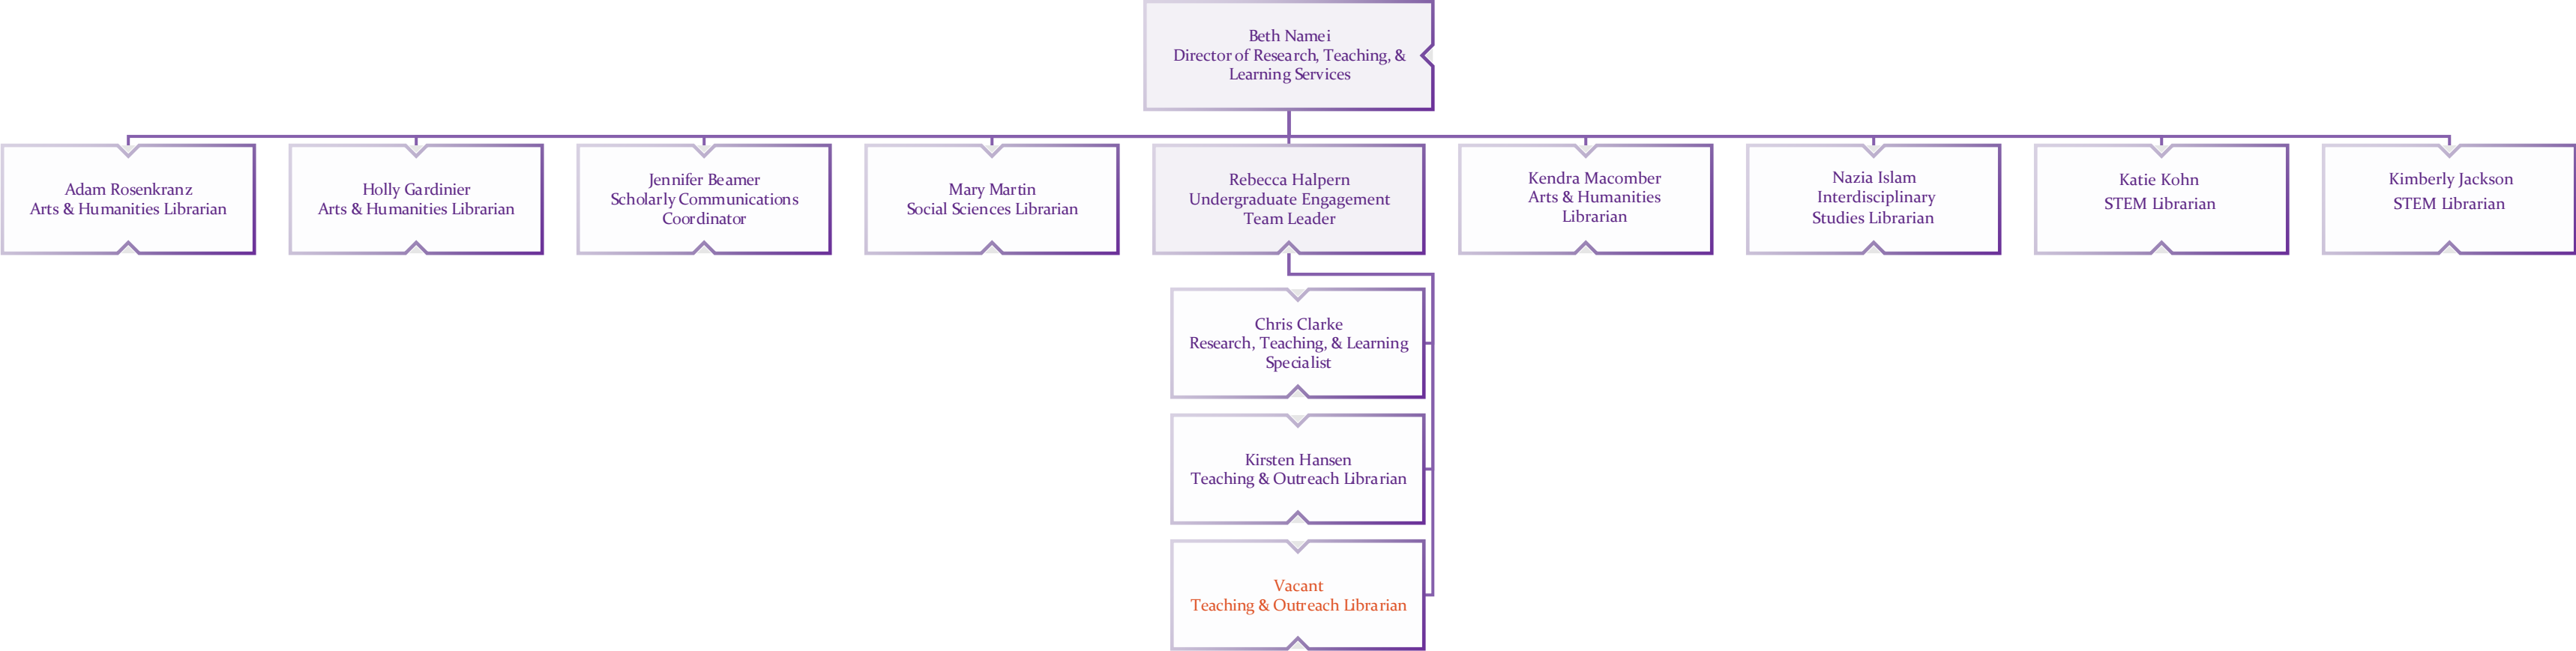 Beth Namei
Director of Research, Teaching, &
Learning Services
Adam Rosenkranz
Arts & Humanities Librarian
Holly Gardinier
Arts & Humanities Librarian
Jennifer Beamer
Scholarly Communications
Coordinator
Mary Martin
Social Sciences Librarian
Rebecca Halpern
Undergraduate Engagement
Team Leader
Kendra Macomber
Arts & Humanities
Librarian
Nazia Islam
Interdisciplinary
Studies Librarian
Katie Kohn
STEM Librarian
Kimberly Jackson
STEM Librarian
Chris Clarke
Research, Teaching, & Learning
Specialist
Kirsten Hansen
Teaching & Outreach Librarian
Vacant
Teaching & Outreach Librarian